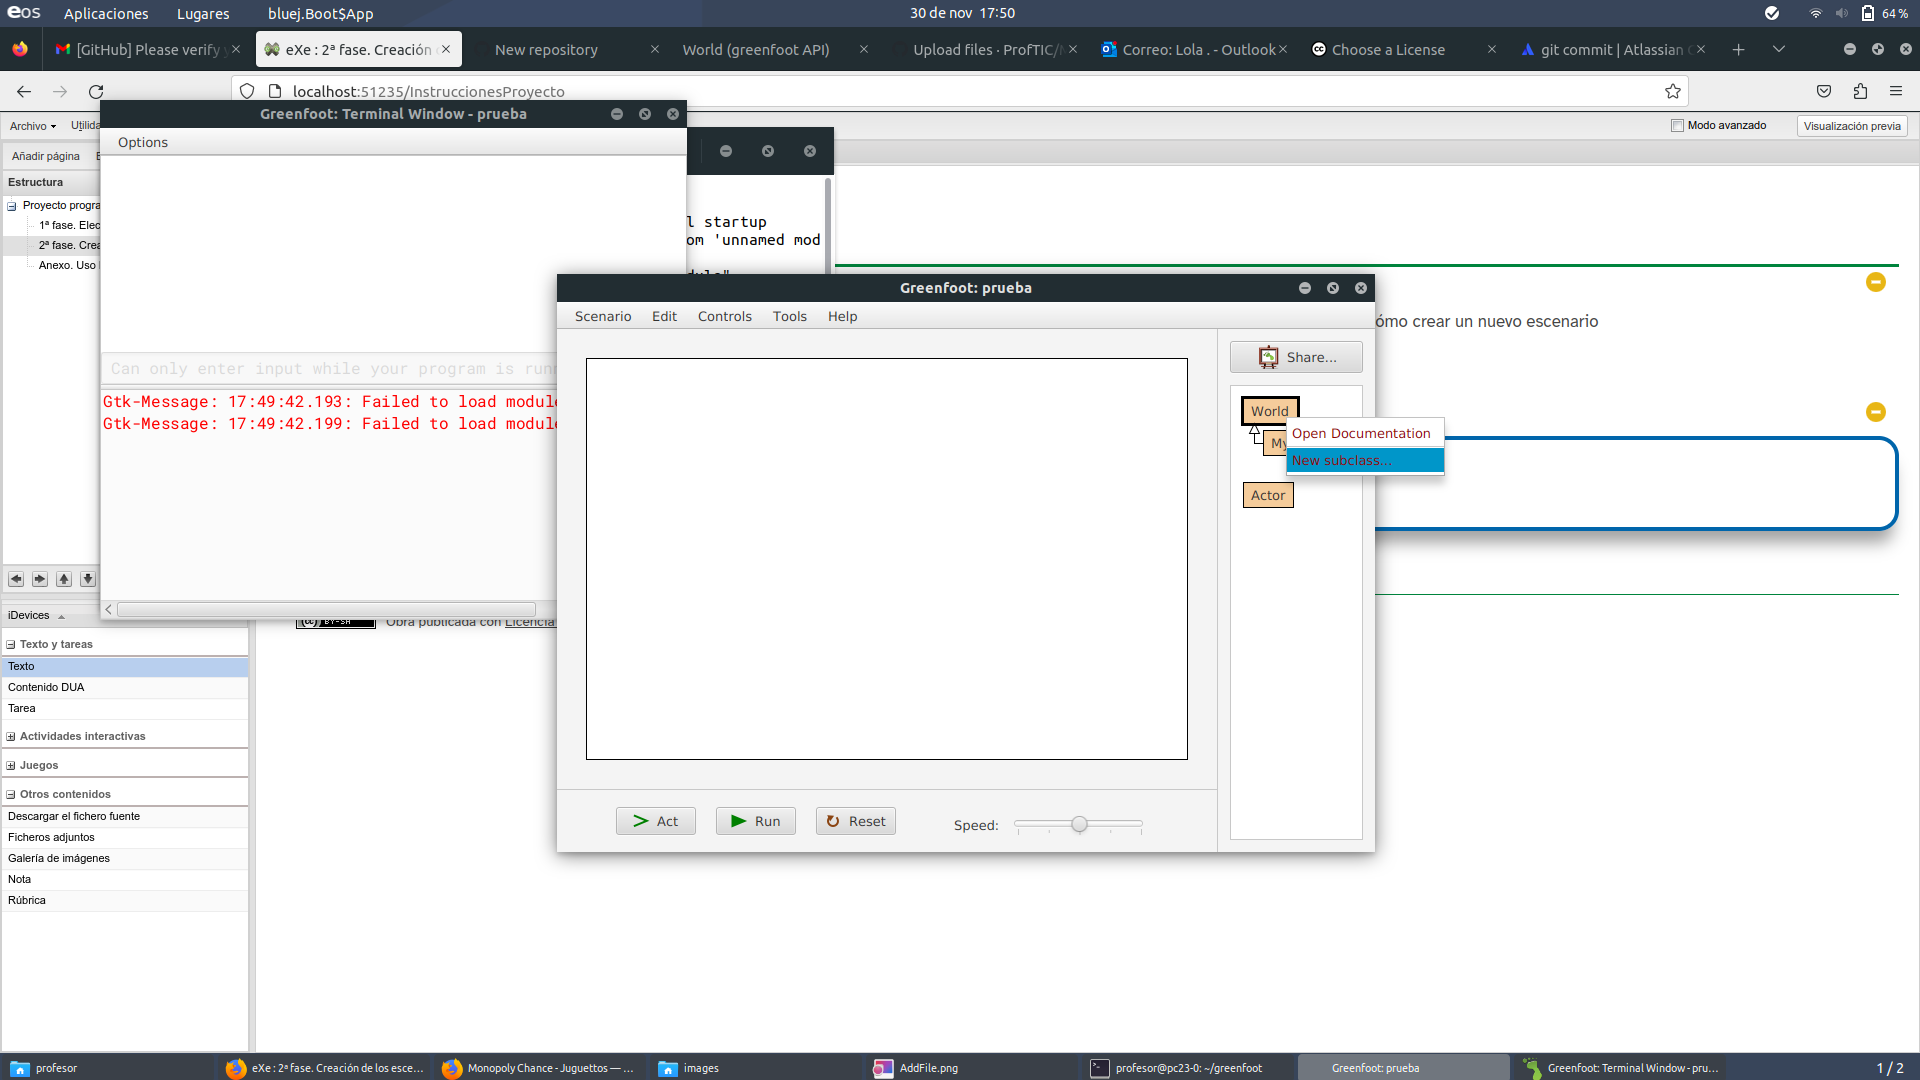 eos Aplicaciones Lugares bluej.Boot$App 30 de nov 17:50 64 %
[GitHub] Please verify eXe : 2ª fase. Creación New repository World (greenfoot API) Upload files · ProfTIC/ Correo: Lola . - Outlook Choose a License git commit | Atlassian
localhost:51235/InstruccionesProyecto
Archivo
Modo avanzado Visualización previa
Añadir página
Estructura
Proyecto progra
1ª fase. Elec
2ª fase. Crea
Anexo. Uso
Greenfoot: Terminal Window - prueba
Options
Can only enter input while your program is runn
Gtk-Message: 17:49:42.193: Failed to load module
Gtk-Message: 17:49:42.199: Failed to load module
l startup
om 'unnamed mod
Greenfoot: prueba
Scenario Edit Controls Tools Help
Share...
World
Open Documentation
My
New subclass...
Actor
Act Run Reset Speed:
ómo crear un nuevo escenario
BY-SA Obra publicada con Licencia
iDevices
Texto y tareas
Texto
Contenido DUA
Tarea
Actividades interactivas
Juegos
Otros contenidos
Descargar el fichero fuente
Ficheros adjuntos
Galería de imágenes
Nota
Rúbrica
profesor eXe : 2ª fase. Creación de los esce... Monopoly Chance - Juguettos — ... images AddFile.png profesor@pc23-0: ~/greenfoot Greenfoot: prueba Greenfoot: Terminal Window - pru... 1 / 2